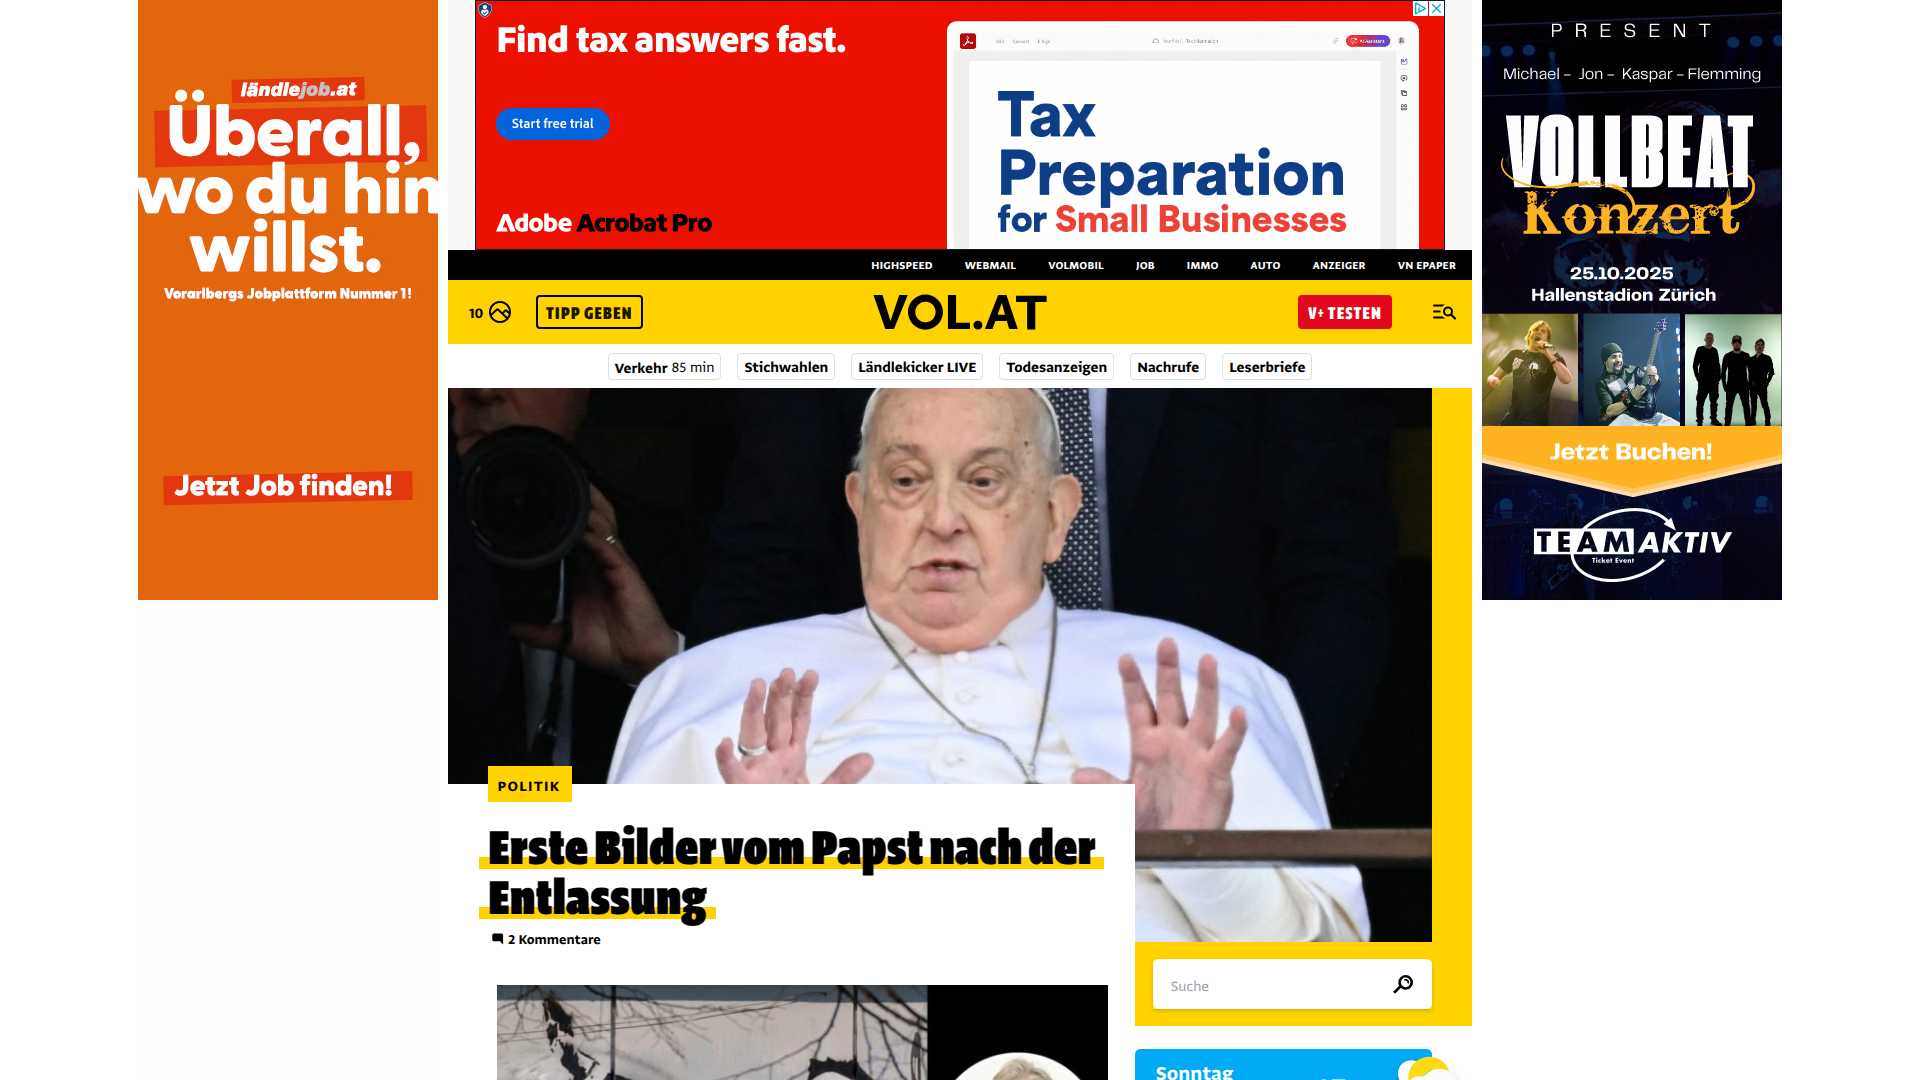 ländlejob.at
Überall,
wo du hin
willst.
Vorarlbergs Jobplattform Nummer 1!
Jetzt Job finden!
Find tax answers fast.
Start free trial
Adobe Acrobat Pro
Tax
Preparation
for Small Businesses
HIGHSPEED WEBMAIL VOLMOBIL JOB IMMO AUTO ANZEIGER VN EPAPER
10 TIPP GEBEN VOL.AT V+ TESTEN
Verkehr 85 min Stichwahlen Ländlekicker LIVE Todesanzeigen Nachrufe Leserbriefe
POLITIK
Erste Bilder vom Papst nach der
Entlassung
2 Kommentare
Suche
Sonntag
PRESENT
Michael – Jon – Kaspar – Flemming
VOLLBEAT
Konzert
25.10.2025
Hallenstadion Zürich
Jetzt Buchen!
TEAM AKTIV
Ticket Event